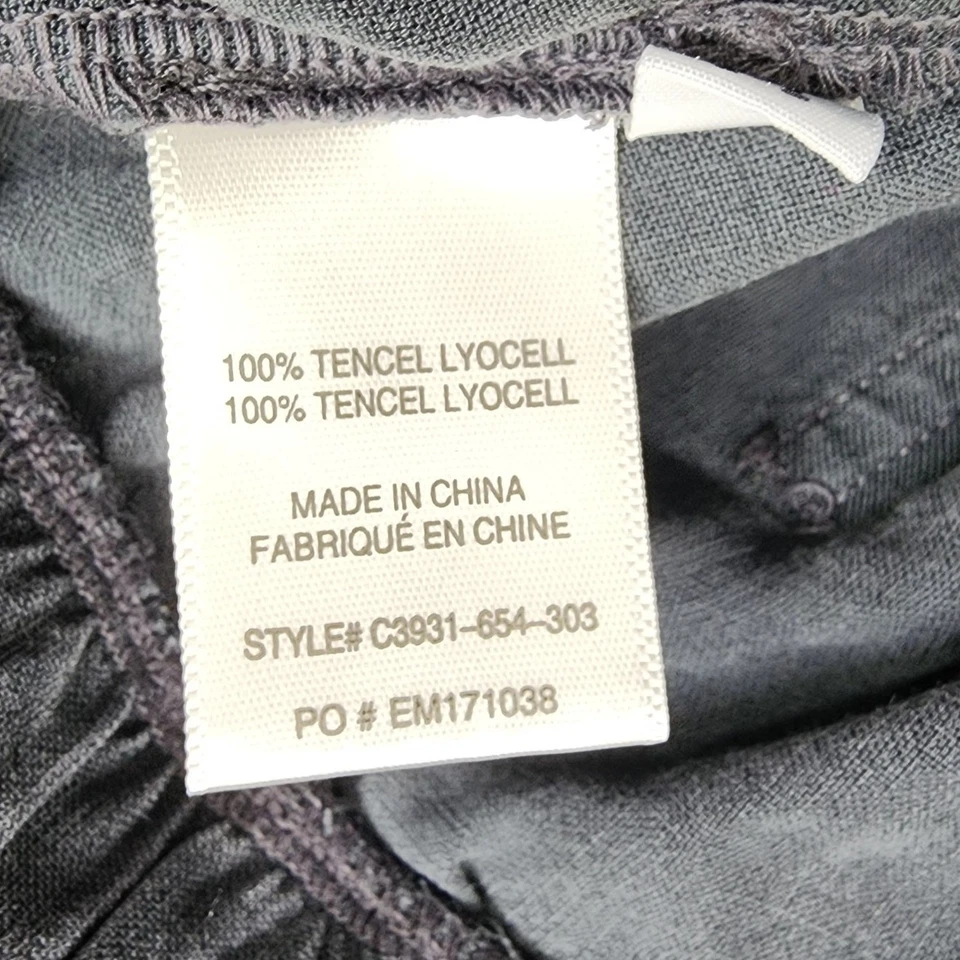 100% TENCEL LYOCELL
100% TENCEL LYOCELL
MADE IN CHINA
FABRIQUÉ EN CHINE
STYLE# C3931-654-303
PO # EM171038